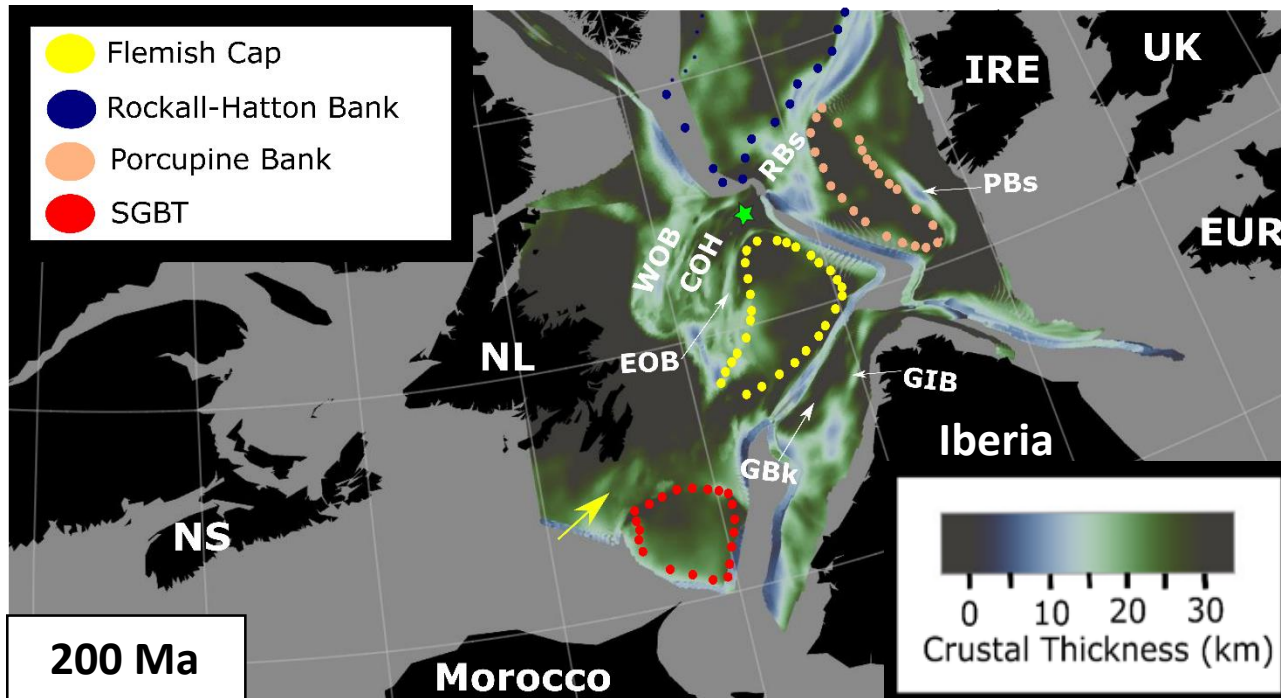 Flemish Cap
Rockall-Hatton Bank
Porcupine Bank
SGBT
IRE
UK
RBs
PBs
EUR
WOB
COH
NL
EOB
GIB
Iberia
GBk
NS
0 10 20 30
Crustal Thickness (km)
200 Ma
Morocco